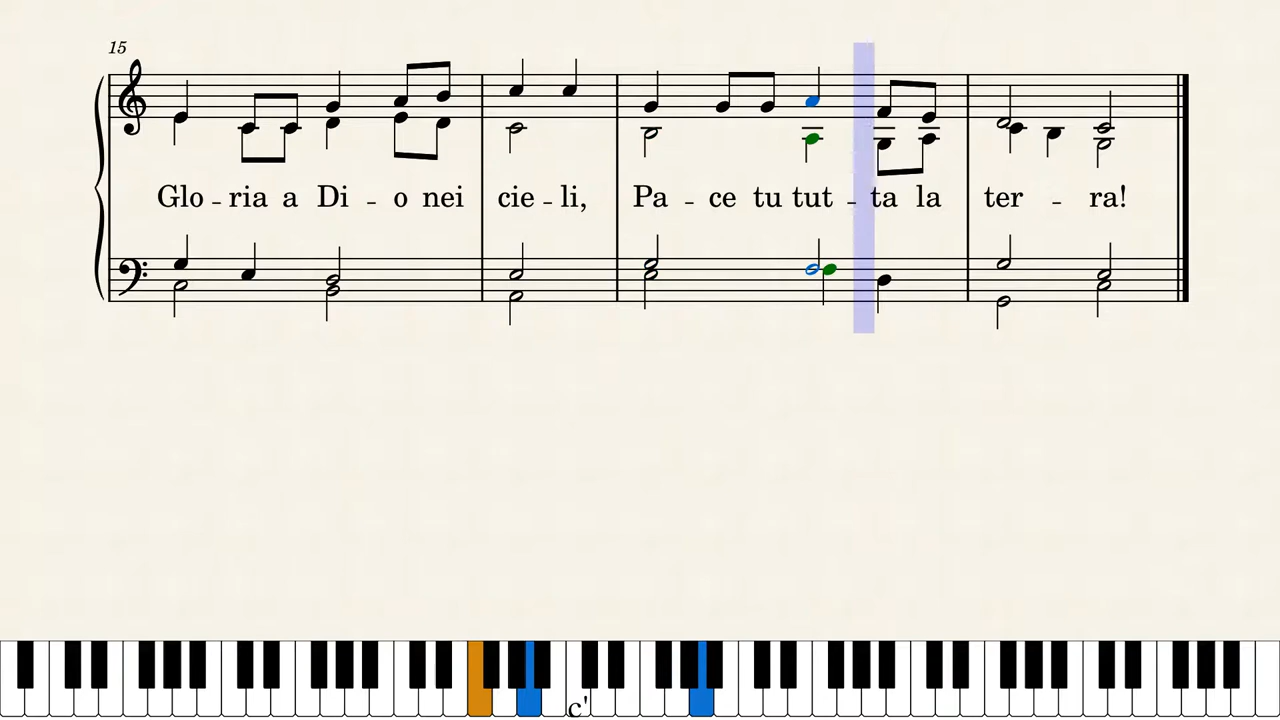 15
Glo - ria a Di - o nei cie - li, Pa - ce tu tut - ta la ter - ra!
c'